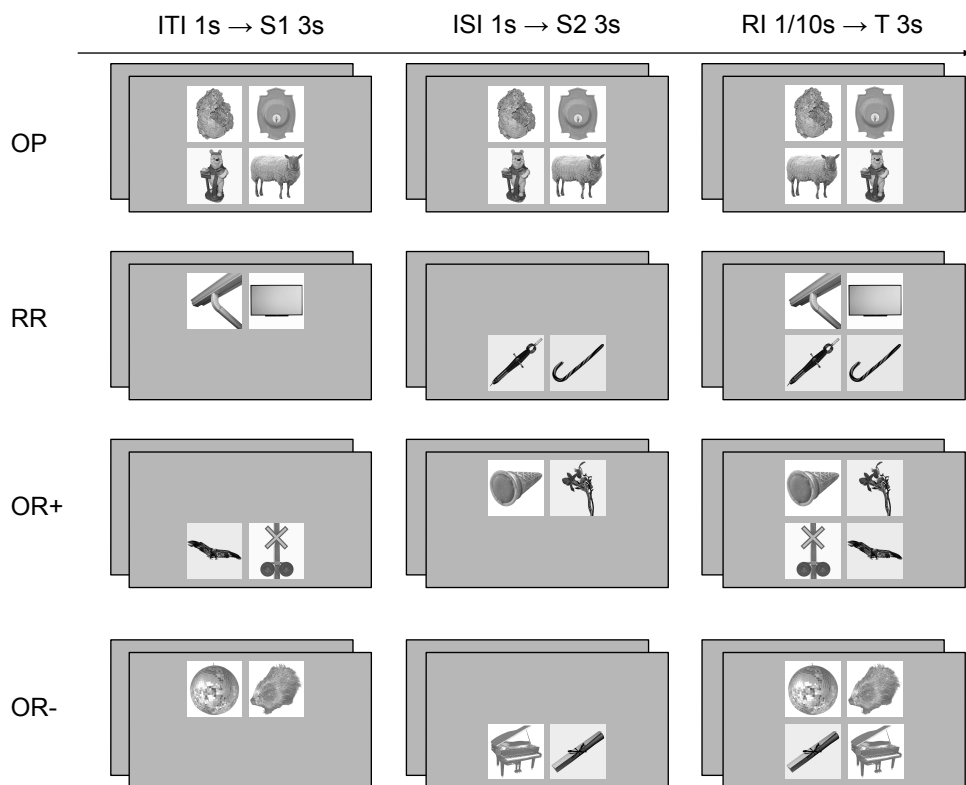 ITI 1s → S1 3s
ISI 1s → S2 3s
RI 1/10s → T 3s
OP
RR
OR+
OR-